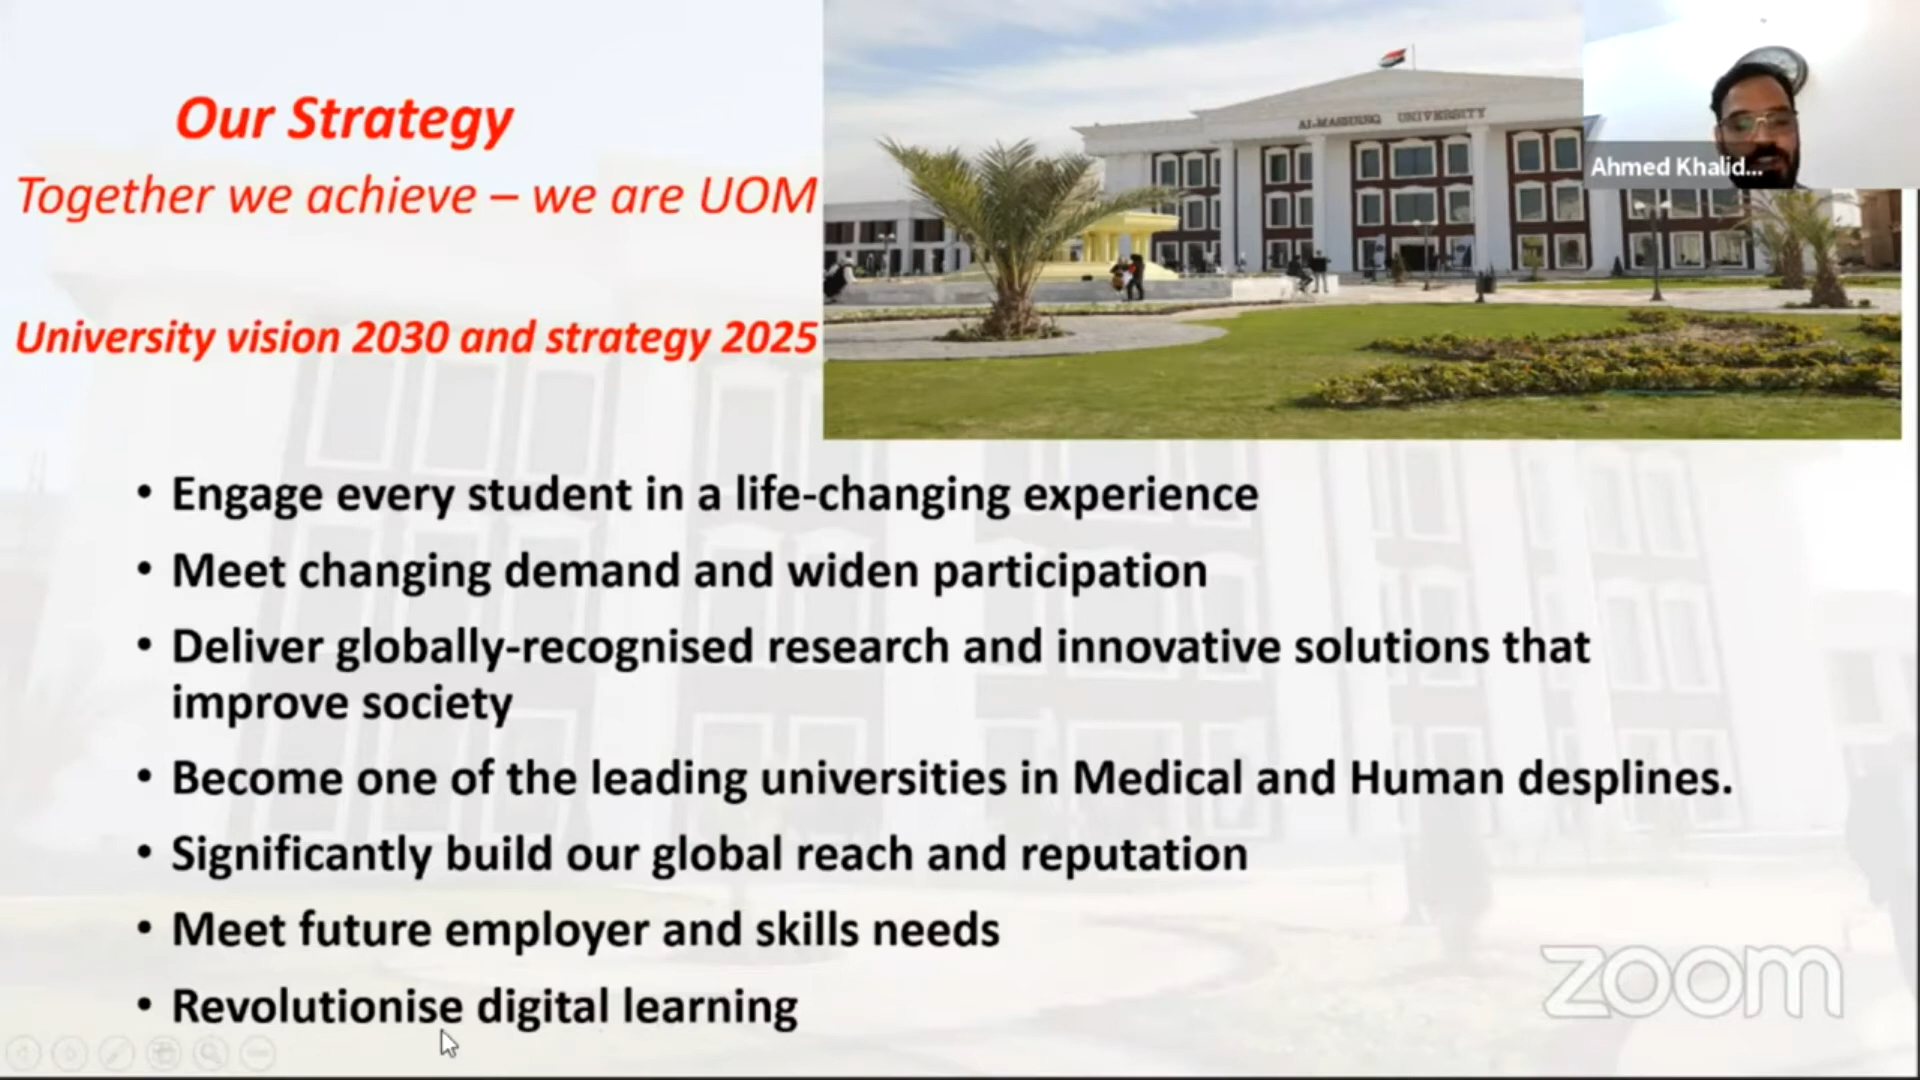 Our Strategy
Together we achieve – we are UOM
University vision 2030 and strategy 2025
AL-MASHREQ UNIVERSITY
Ahmed Khalid...
• Engage every student in a life-changing experience
• Meet changing demand and widen participation
• Deliver globally-recognised research and innovative solutions that
improve society
• Become one of the leading universities in Medical and Human desplines.
• Significantly build our global reach and reputation
• Meet future employer and skills needs
• Revolutionise digital learning
zoom